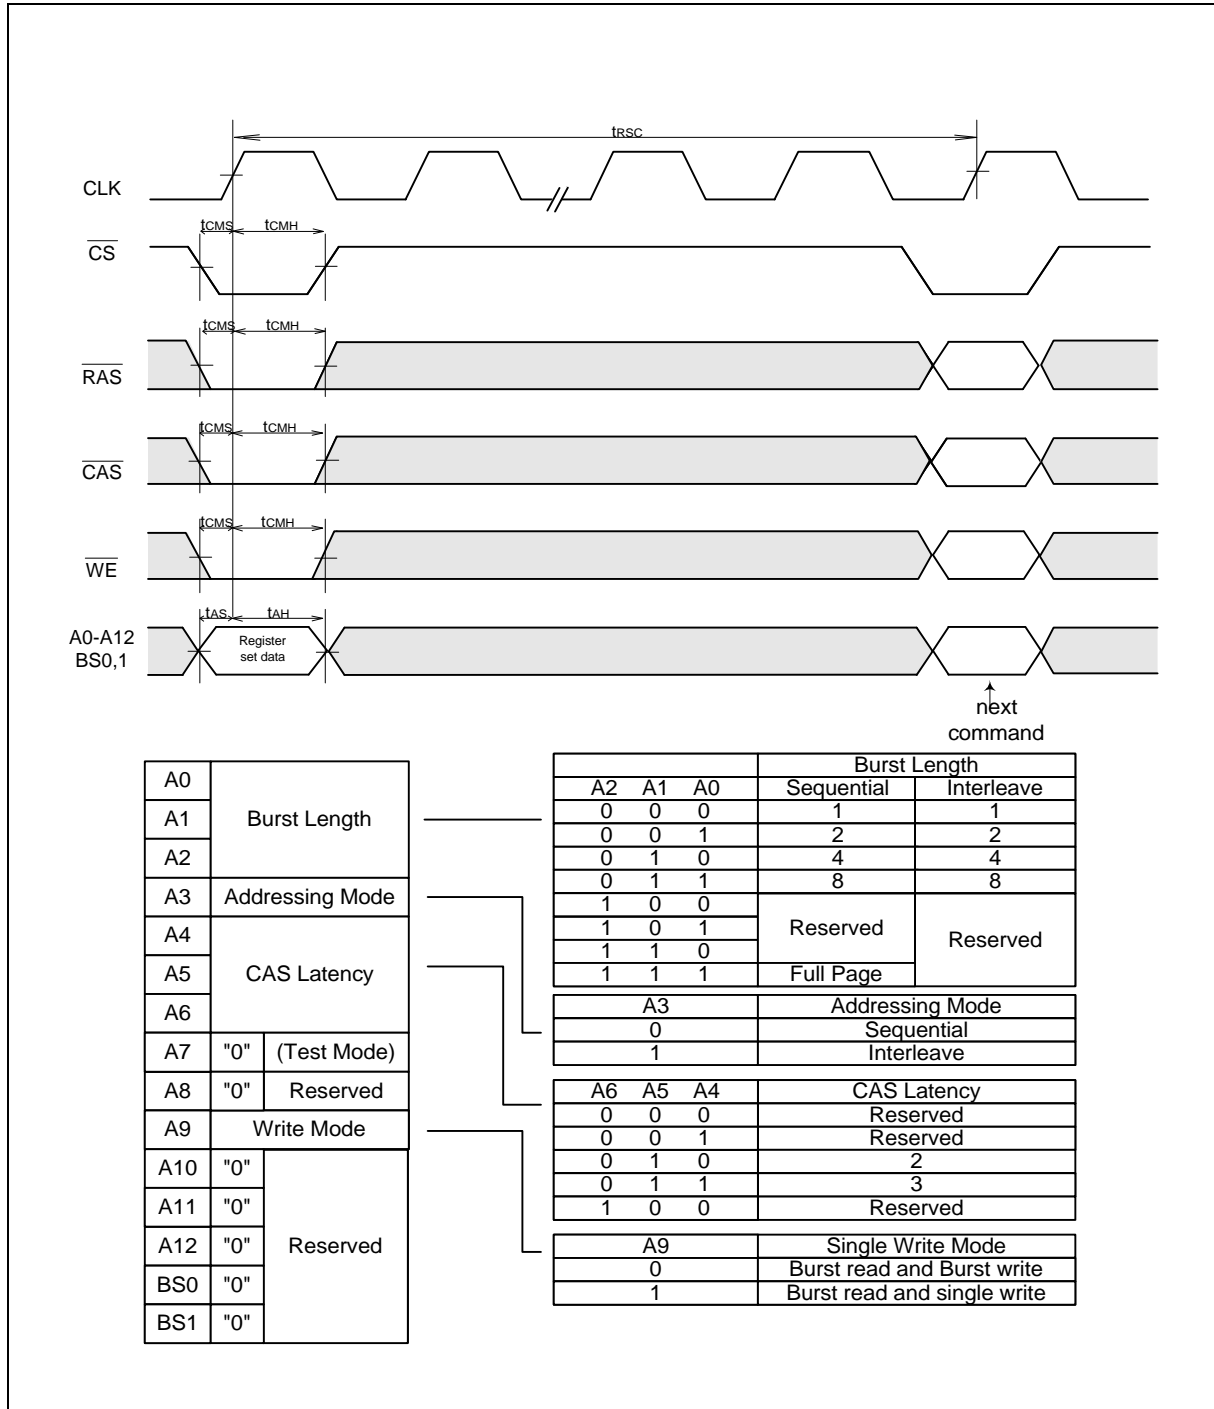 tRSC
CLK
tCMS tCMH
CS
tCMS tCMH
RAS
tCMS tCMH
CAS
tCMS tCMH
WE
tAS tAH
A0-A12
BS0,1
Register
set data
next
command
A0
A1 Burst Length
A2
A3 Addressing Mode
A4
A5 CAS Latency
A6
A7 "0" (Test Mode)
A8 "0" Reserved
A9 Write Mode
A10 "0"
A11 "0"
A12 "0" Reserved
BS0 "0"
BS1 "0"
Burst Length
A2 A1 A0 Sequential Interleave
0 0 0 1 1
0 0 1 2 2
0 1 0 4 4
0 1 1 8 8
1 0 0
1 0 1 Reserved Reserved
1 1 0
1 1 1 Full Page
A3 Addressing Mode
0 Sequential
1 Interleave
A6 A5 A4 CAS Latency
0 0 0 Reserved
0 0 1 Reserved
0 1 0 2
0 1 1 3
1 0 0 Reserved
A9 Single Write Mode
0 Burst read and Burst write
1 Burst read and single write